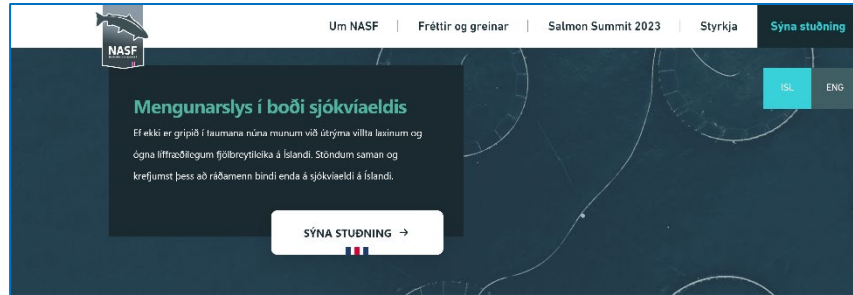 Um NASF | Fréttir og greinar | Salmon Summit 2023 | Styrkja Sýna stuðning
NASF
ISL ENG
Mengunarslys í boði sjókvíaeldis
Ef ekki er gripið í taumana núna munum við útrýma villta laxinum og
ógna líffræðilegum fjölbreytileika á Íslandi. Stöndum saman og
krefjumst þess að ráðamenn bindi enda á sjókvíaeldi á Íslandi.
SÝNA STUÐNING →